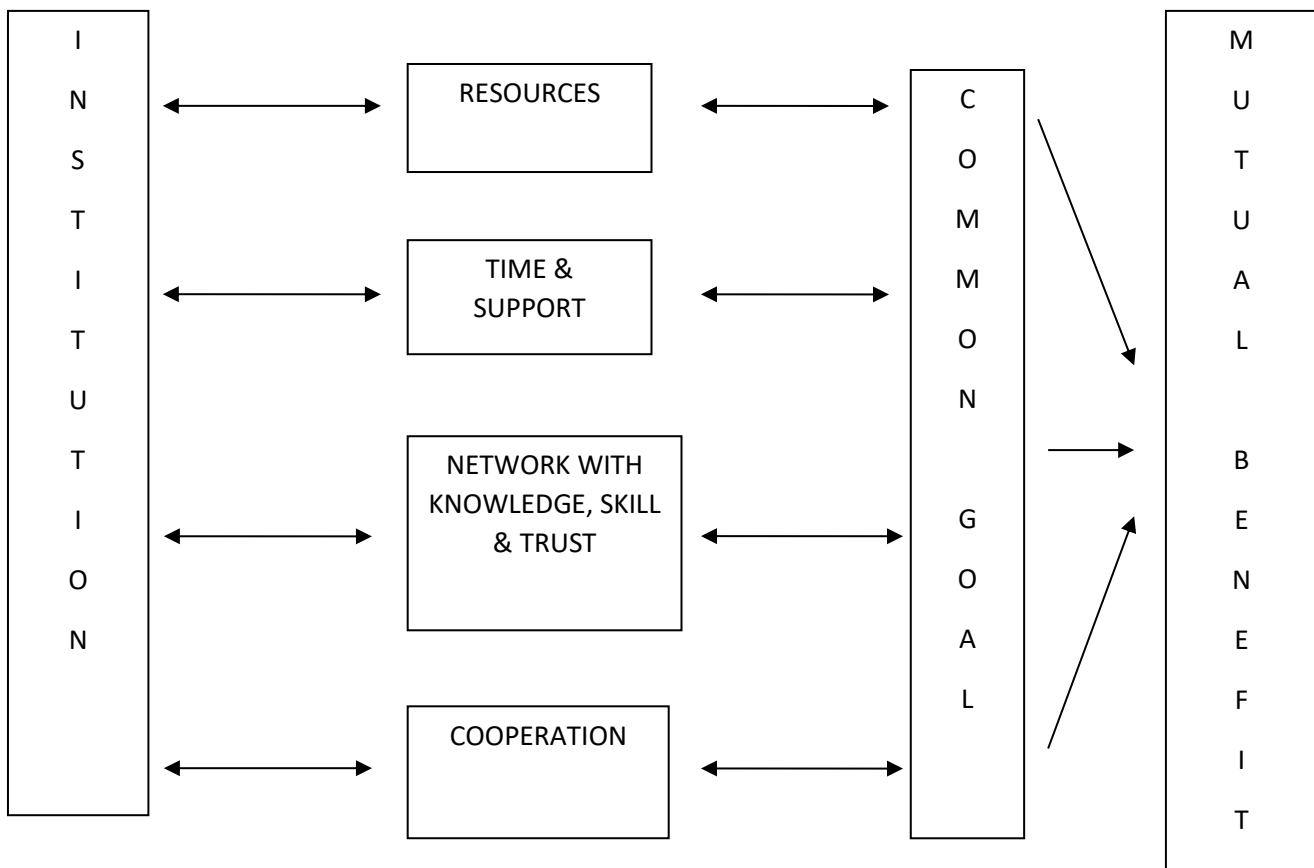 INSTITUTION
RESOURCES
TIME &
SUPPORT
NETWORK WITH
KNOWLEDGE, SKILL
& TRUST
COOPERATION
COMMON GOAL
MUTUAL BENEFIT